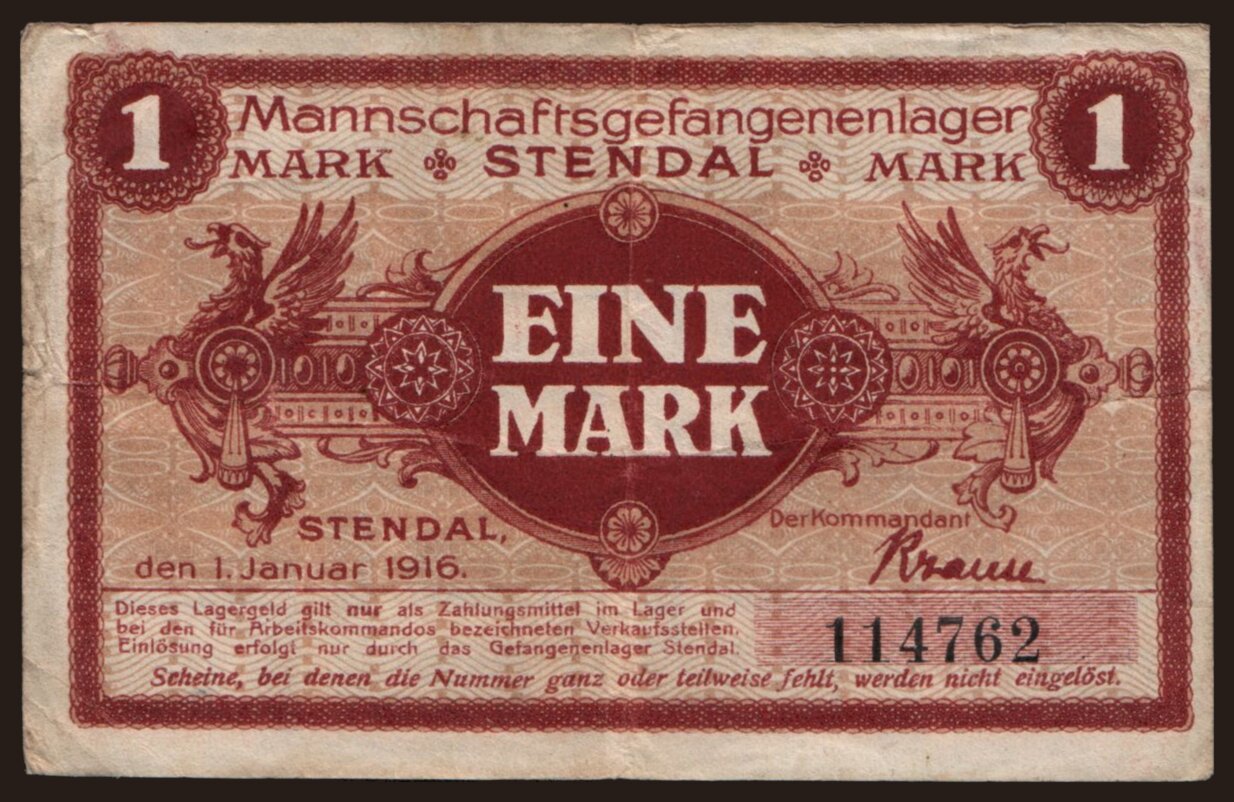 1 Mannschaftsgefangenenlager 1
MARK STENDAL MARK
EINE
MARK
STENDAL,
den 1. Januar 1916.
Der Kommandant
Krause
Dieses Lagergeld gilt nur als Zahlungsmittel im Lager und
bei den für Arbeitskommandos bezeichneten Verkaufsstellen.
Einlösung erfolgt nur durch das Gefangenenlager Stendal.
114762
Scheine, bei denen die Nummer ganz oder teilweise fehlt, werden nicht eingelöst.